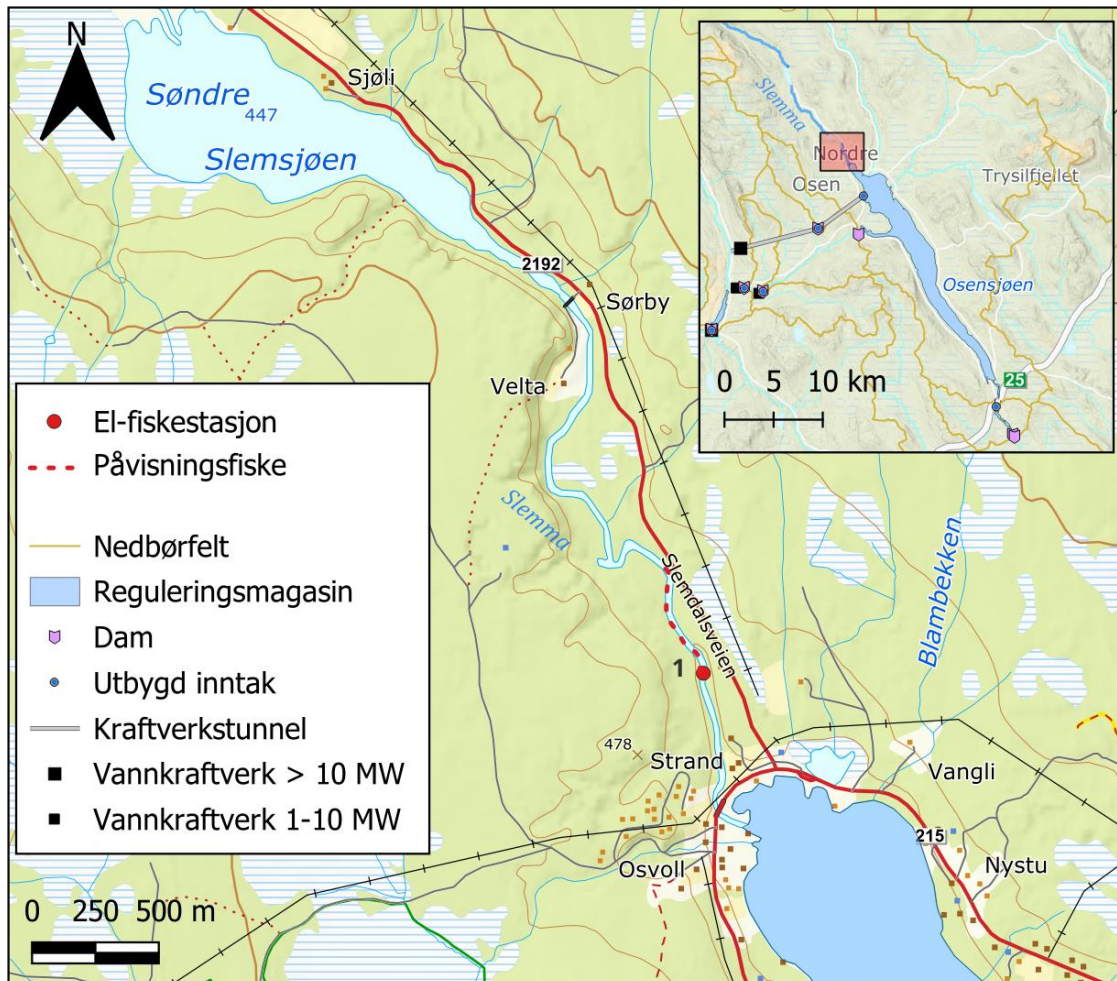 N
Sjøli
Søndre
447
Slemsjøen
2192
Sørby
Velta
Slemma
Slemdalsveien
Blambekken
1
478
Strand
Vangli
215
Osvoll
Nystu
Slemma
Nordre
Osen
Trysilfjellet
Osensjøen
25
0 5 10 km
El-fiskestasjon
Påvisningsfiske
Nedbørfelt
Reguleringsmagasin
Dam
Utbygd inntak
Kraftverkstunnel
Vannkraftverk > 10 MW
Vannkraftverk 1-10 MW
0 250 500 m